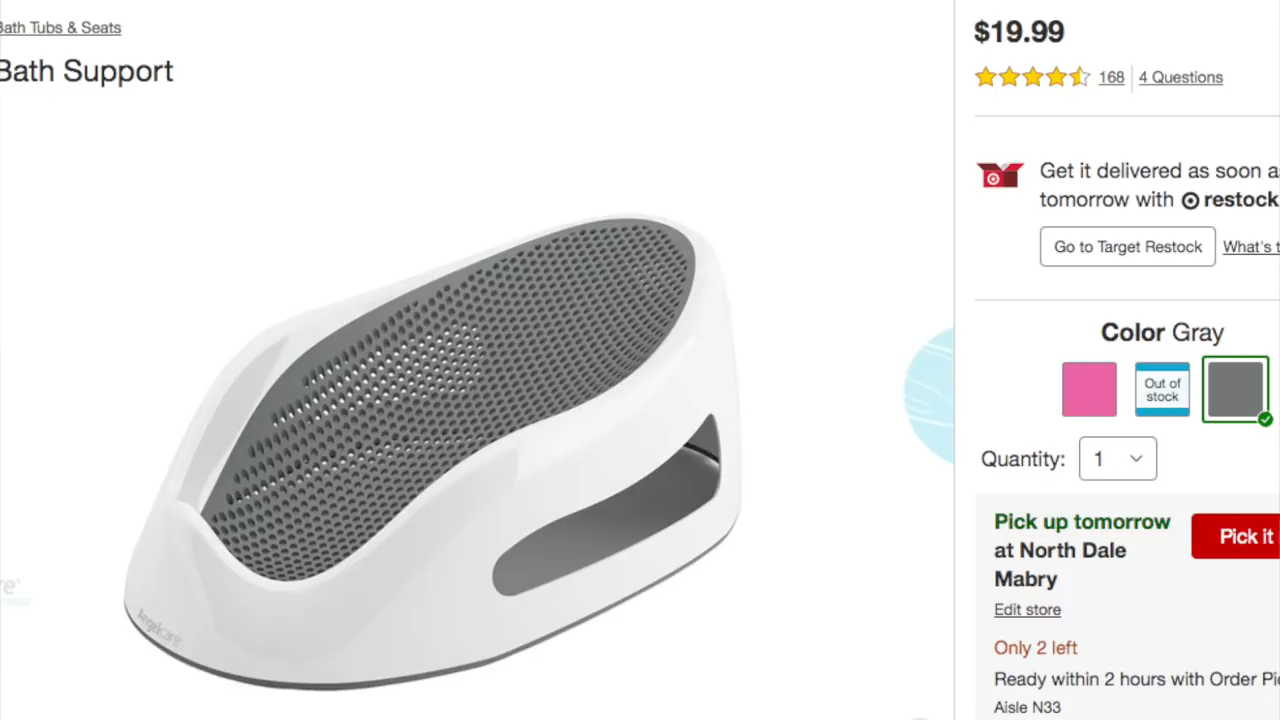 Bath Tubs & Seats
Bath Support
angelcare
$19.99
168
4 Questions
Get it delivered as soon a
tomorrow with restock
Go to Target Restock
What's t
Color Gray
Out of
stock
Quantity:
1
Pick up tomorrow
at North Dale
Mabry
Pick it
Edit store
Only 2 left
Ready within 2 hours with Order Pi
Aisle N33